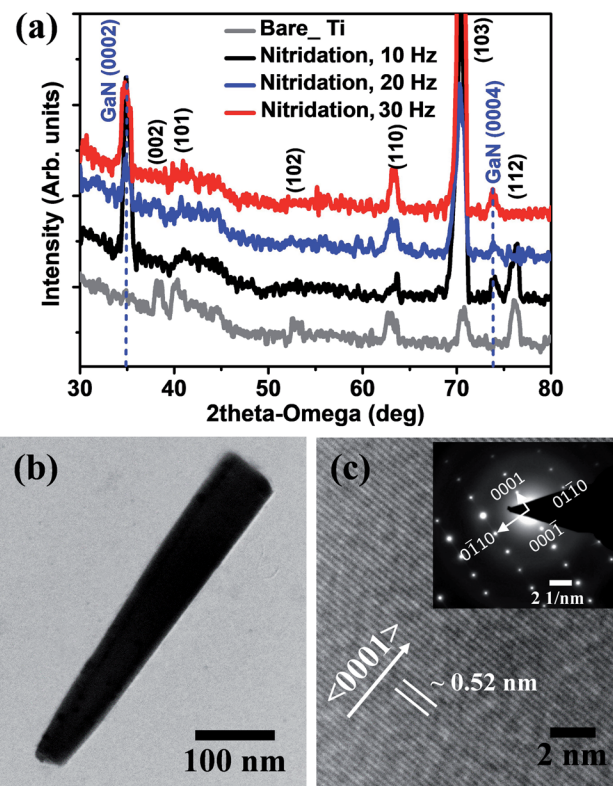 (a)
Bare_ Ti
Nitridation, 10 Hz
Nitridation, 20 Hz
Nitridation, 30 Hz
GaN (0002)
(002)
(101)
(102)
(110)
(103)
GaN (0004)
(112)
Intensity (Arb. units)
30 40 50 60 70 80
2theta-Omega (deg)
(b)
100 nm
(c)
0001
011̄0
01̄10
0001̄
2 1/nm
<0001>
~ 0.52 nm
2 nm